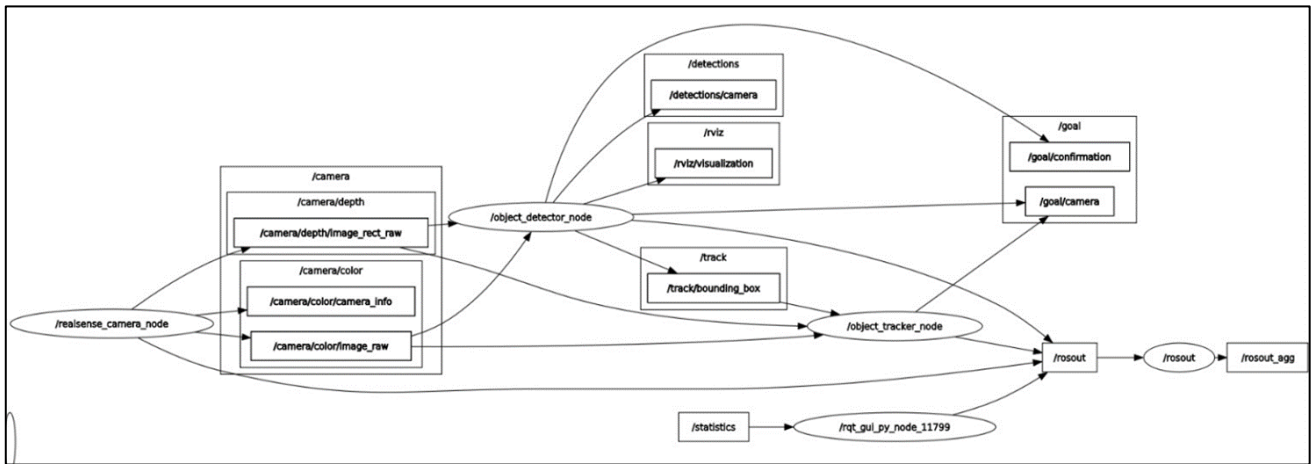 /detections
/detections/camera
/rviz
/rviz/visualization
/goal
/goal/confirmation
/goal/camera
/camera
/camera/depth
/camera/depth/image_rect_raw
/object_detector_node
/camera/color
/camera/color/camera_info
/camera/color/image_raw
/realsense_camera_node
/track
/track/bounding_box
/object_tracker_node
/rosout
/rosout
/rosout_agg
/statistics
/rqt_gui_py_node_11799